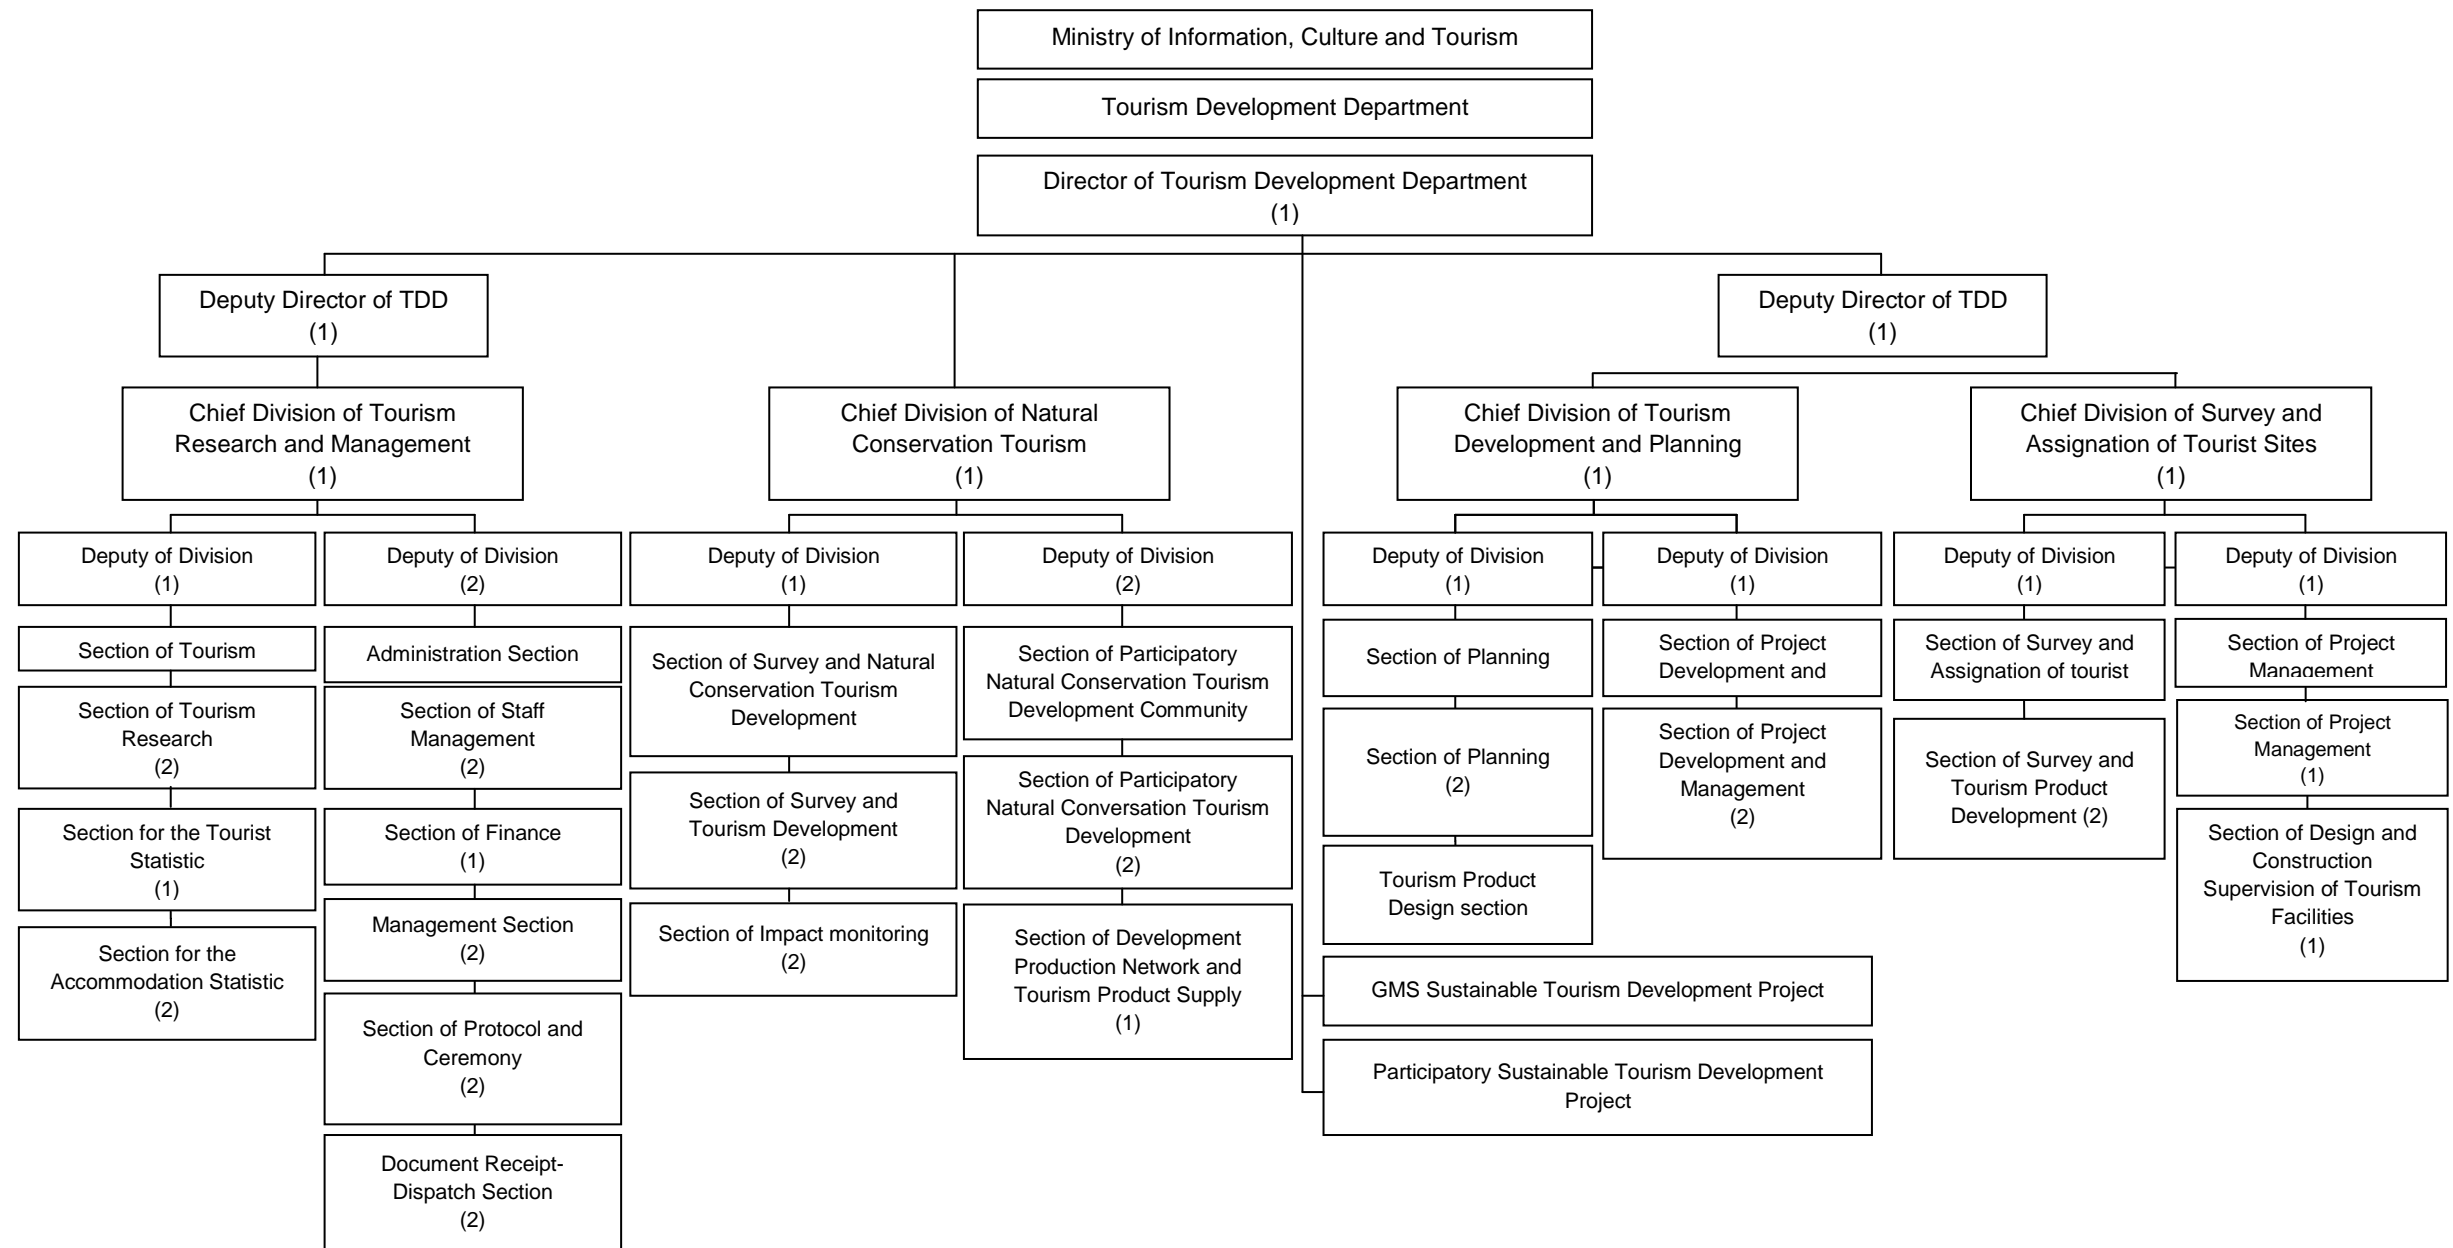 Ministry of Information, Culture and Tourism
Tourism Development Department
Director of Tourism Development Department
(1)
Deputy Director of TDD
(1)
Deputy Director of TDD
(1)
Chief Division of Tourism
Research and Management
(1)
Chief Division of Natural
Conservation Tourism
(1)
Chief Division of Tourism
Development and Planning
(1)
Chief Division of Survey and
Assignation of Tourist Sites
(1)
Deputy of Division
(1)
Deputy of Division
(2)
Deputy of Division
(1)
Deputy of Division
(2)
Deputy of Division
(1)
Deputy of Division
(1)
Deputy of Division
(1)
Deputy of Division
(1)
Section of Tourism
Section of Tourism
Research
(2)
Section for the Tourist
Statistic
(1)
Section for the
Accommodation Statistic
(2)
Administration Section
Section of Staff
Management
(2)
Section of Finance
(1)
Management Section
(2)
Section of Protocol and
Ceremony
(2)
Document Receipt-
Dispatch Section
(2)
Section of Survey and Natural
Conservation Tourism
Development
Section of Survey and
Tourism Development
(2)
Section of Impact monitoring
(2)
Section of Participatory
Natural Conservation Tourism
Development Community
Section of Participatory
Natural Conversation Tourism
Development
(2)
Section of Development
Production Network and
Tourism Product Supply
(1)
Section of Planning
Section of Planning
(2)
Tourism Product
Design section
Section of Project
Development and
Section of Project
Development and
Management
(2)
Section of Survey and
Assignation of tourist
Section of Survey and
Tourism Product
Development (2)
Section of Project
Management
Section of Project
Management
(1)
Section of Design and
Construction
Supervision of Tourism
Facilities
(1)
GMS Sustainable Tourism Development Project
Participatory Sustainable Tourism Development
Project